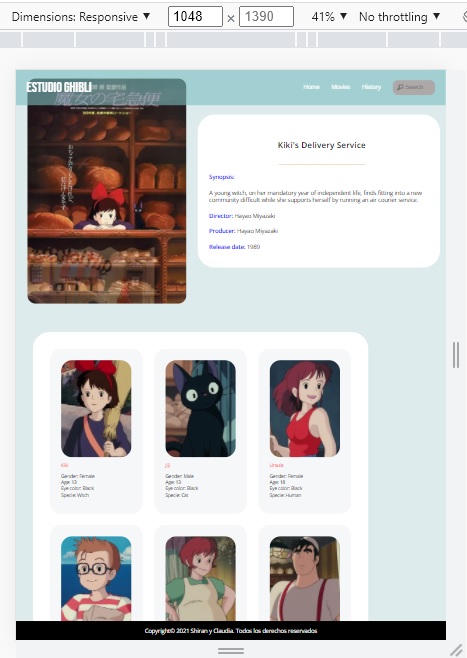 Dimensions: Responsive ▼ 1048 × 1390 41% ▼ No throttling ▼
ESTUDIO GHIBLI
Home Movies History Search
魔女の宅急便
Kiki's Delivery Service
Synopsis:
A young witch, on her mandatory year of independent life, finds fitting into a new
community difficult while she supports herself by running an air courier service.
Director: Hayao Miyazaki
Producer: Hayao Miyazaki
Release date: 1989
Kiki
Gender: Female
Age: 13
Eye color: Black
Specie: Witch
Jiji
Gender: Male
Age: 13
Eye color: Black
Specie: Cat
Ursula
Gender: Female
Age: 18
Eye color: Black
Specie: Human
Copyright© 2021 Shiran y Claudia. Todos los derechos reservados